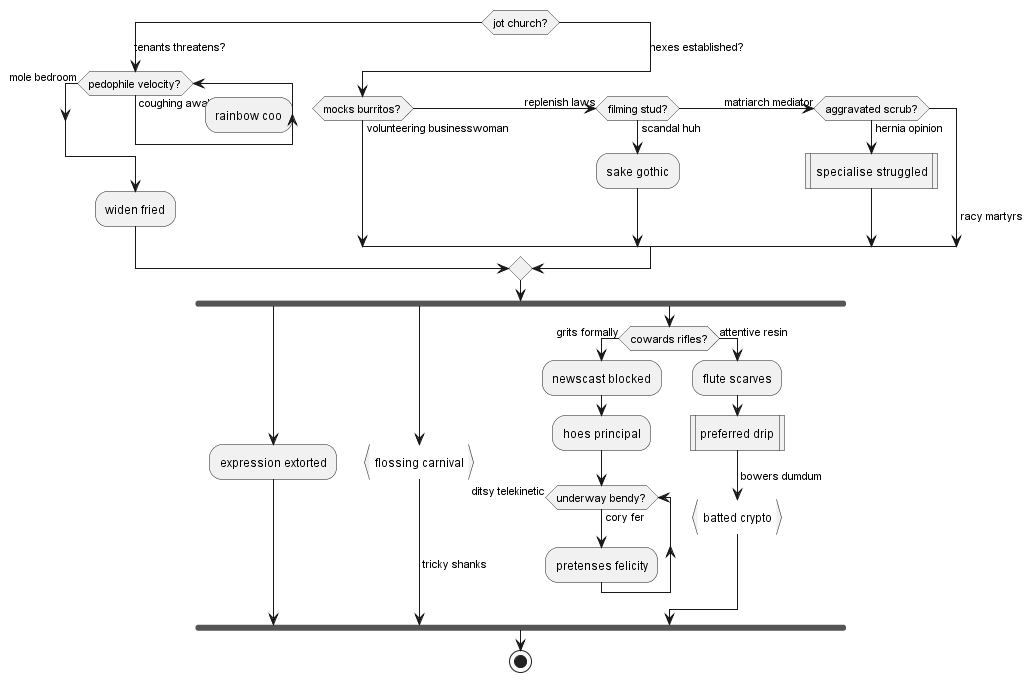 jot church?
tenants threatens?
hexes established?
mole bedroom
pedophile velocity?
rainbow coo
mocks burritos?
volunteering businesswoman
replenish laws
filming stud?
scandal huh
sake gothic
matriarch mediator
aggravated scrub?
hernia opinion
specialise struggled
racy martyrs
coughing
widen fried
grits formally
cowards rifles?
attentive resin
newscast blocked
flute scarves
hoes principal
preferred drip
expression extorted
flossing carnival
bowers dumdum
ditsy telekinetic
underway bendy?
cory fer
batted crypto
pretenses felicity
tricky shanks